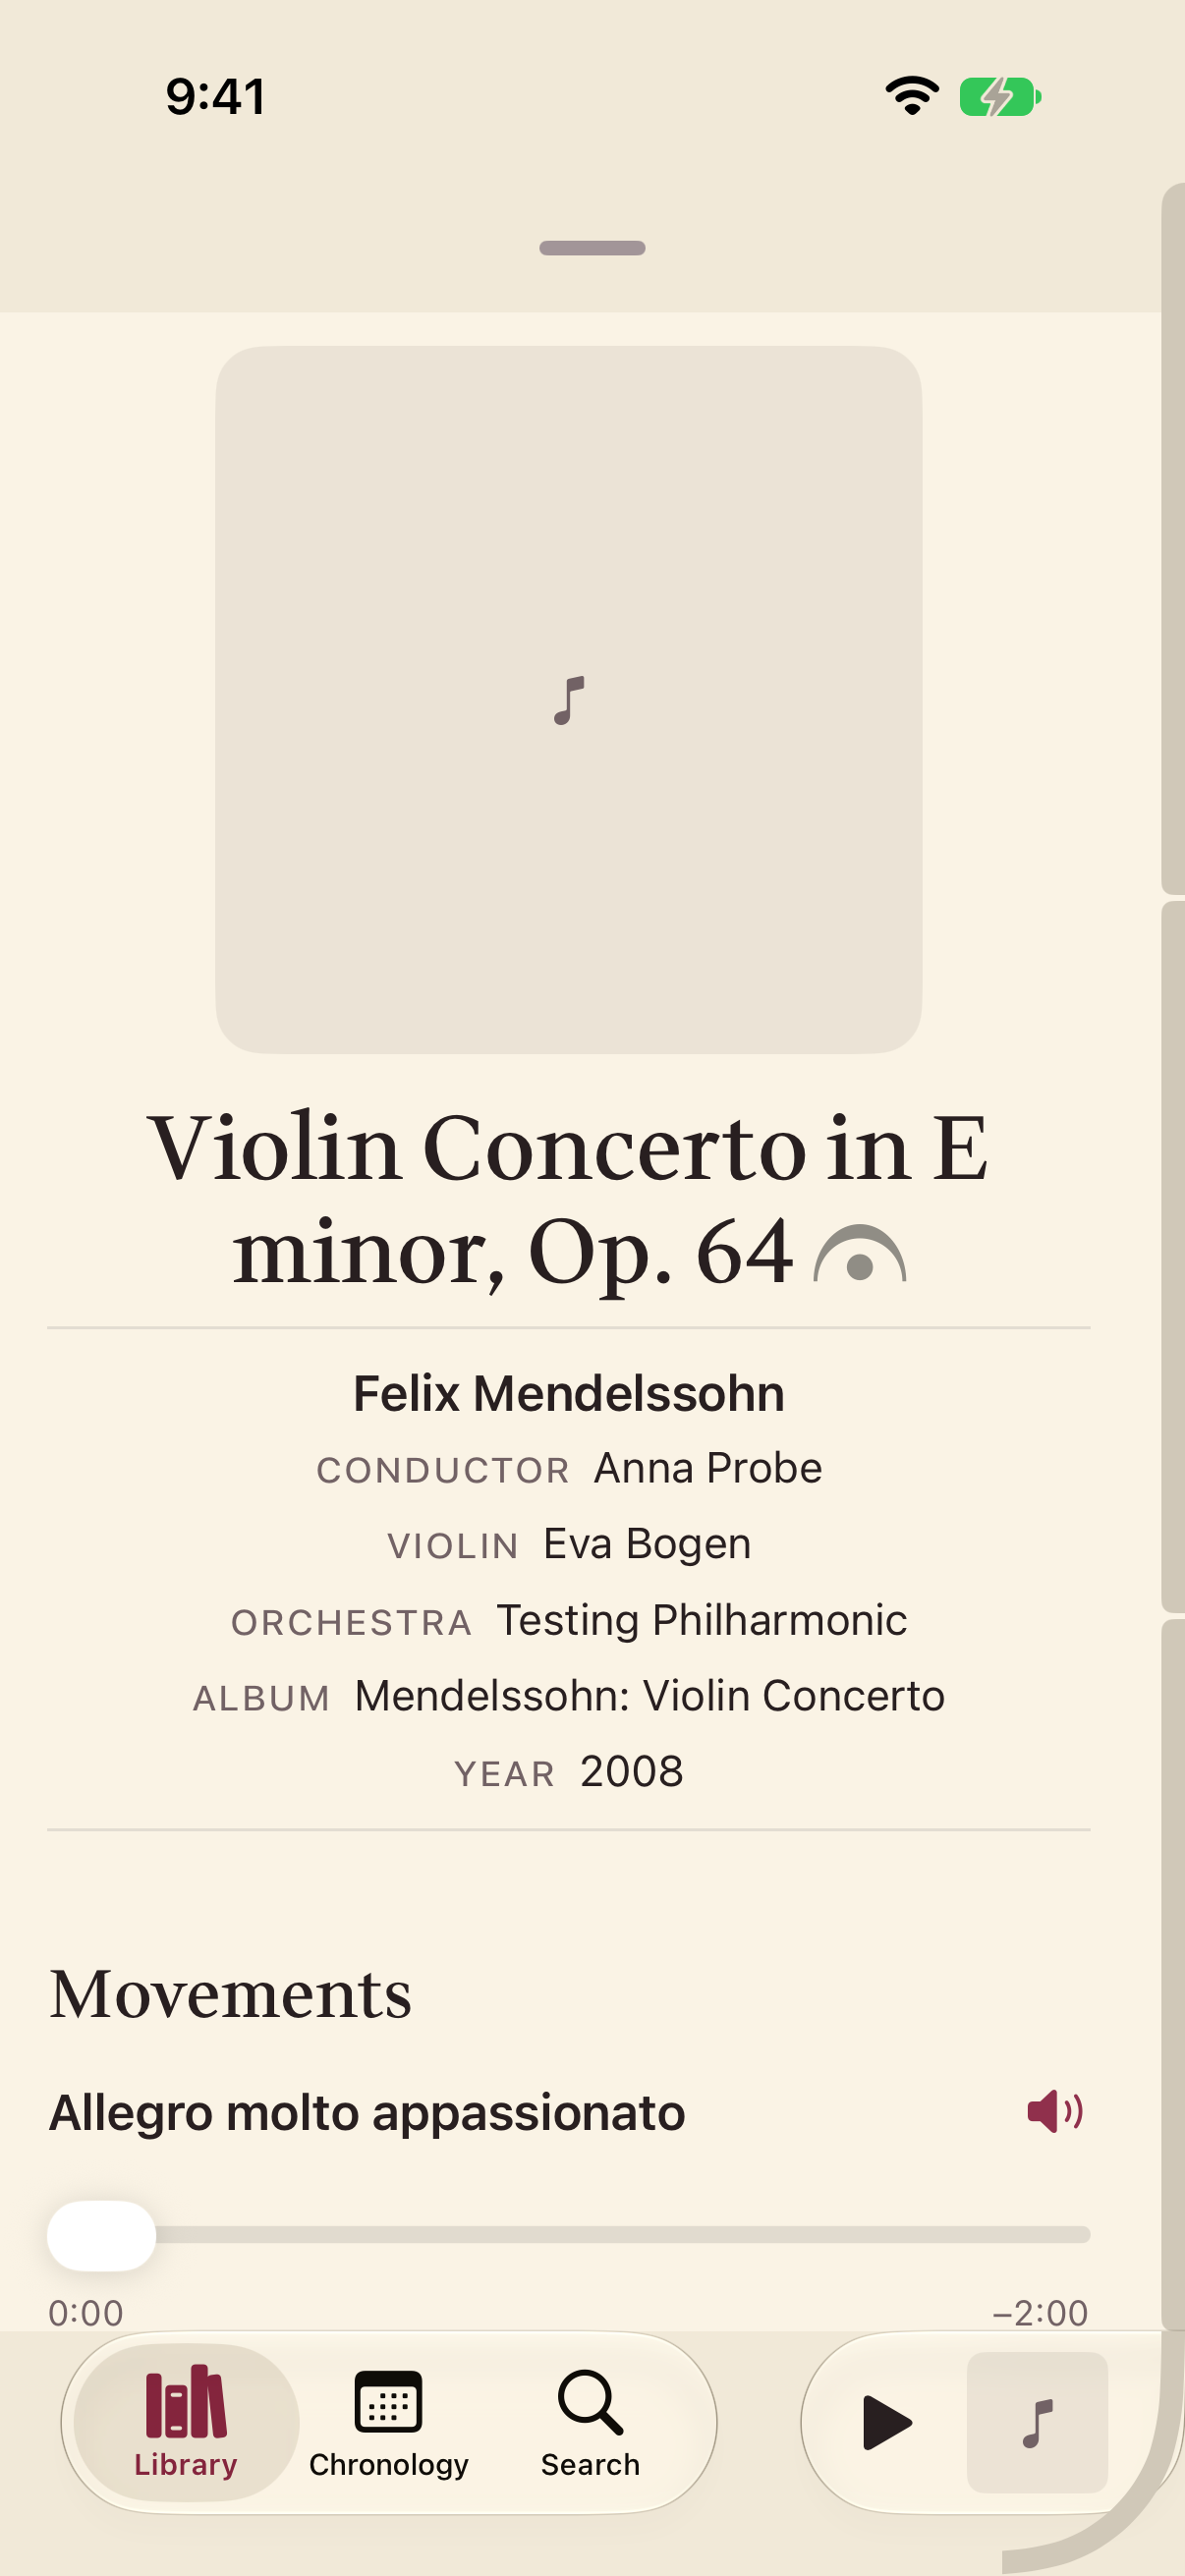 9:41
Violin Concerto in E
minor, Op. 64
Felix Mendelssohn
CONDUCTOR Anna Probe
VIOLIN Eva Bogen
ORCHESTRA Testing Philharmonic
ALBUM Mendelssohn: Violin Concerto
YEAR 2008
Movements
Allegro molto appassionato
0:00 –2:00
Library Chronology Search